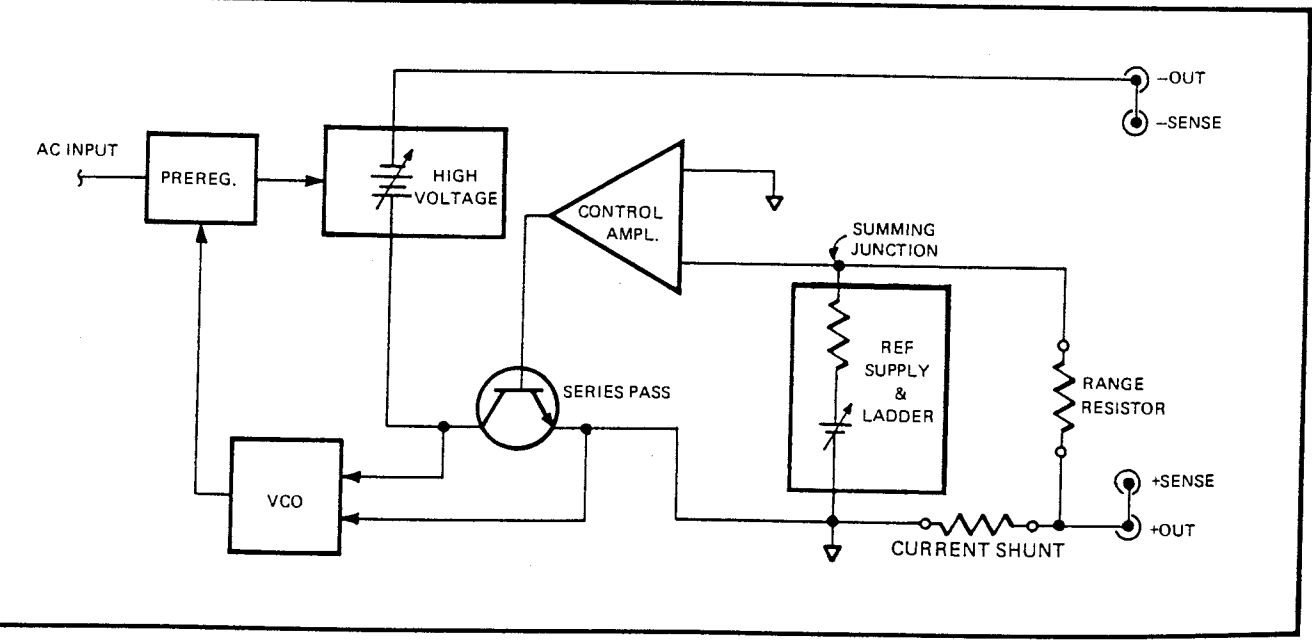 –OUT
–SENSE
AC INPUT
PREREG.
HIGH
VOLTAGE
CONTROL
AMPL.
SUMMING
JUNCTION
REF
SUPPLY
&
LADDER
RANGE
RESISTOR
SERIES PASS
VCO
+SENSE
+OUT
CURRENT SHUNT